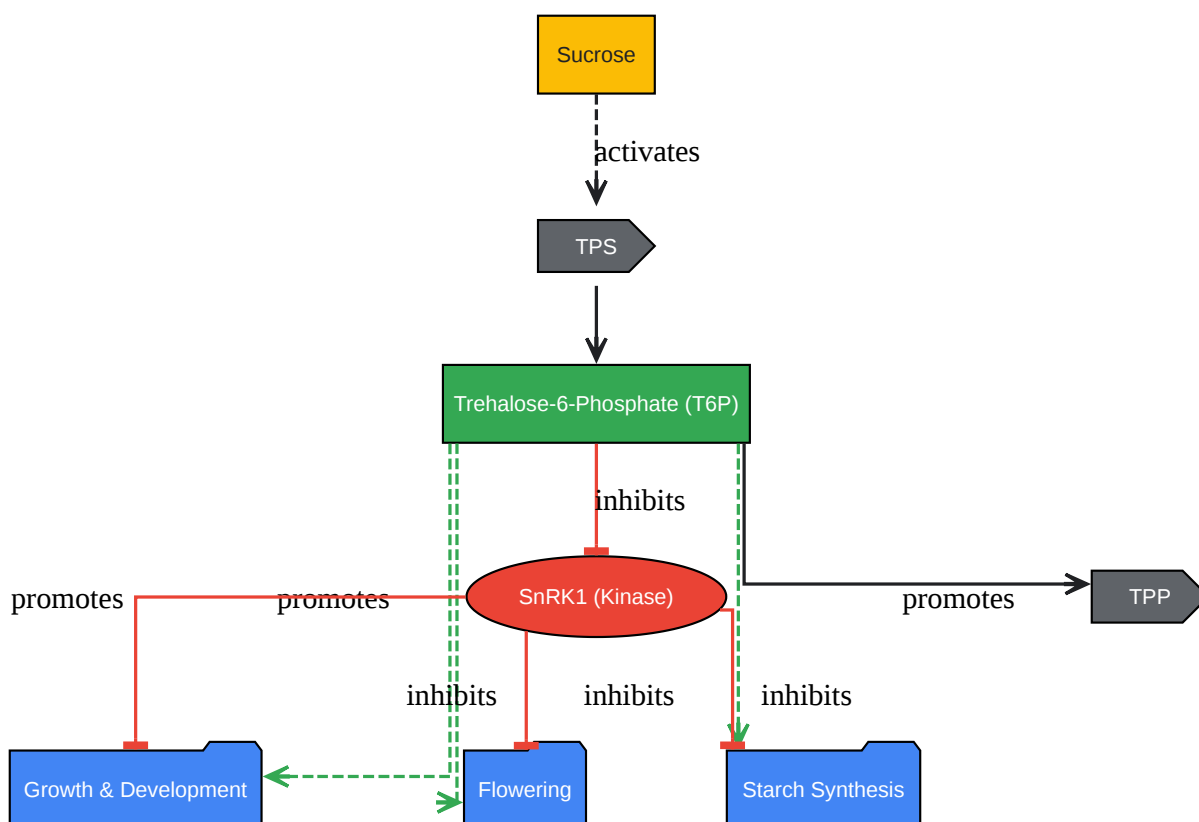 Sucrose
activates
TPS
Trehalose-6-Phosphate (T6P)
inhibits
promotes
promotes
SnRK1 (Kinase)
promotes
TPP
inhibits
inhibits
inhibits
Growth & Development
Flowering
Starch Synthesis